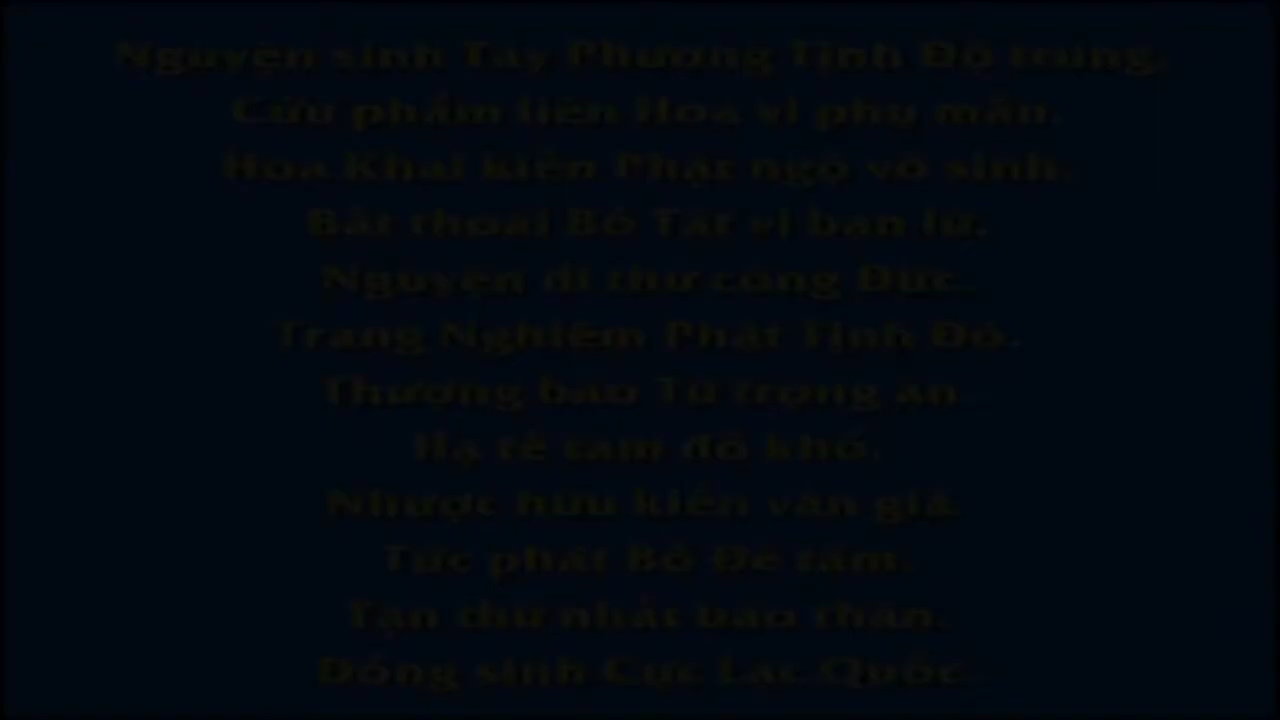 Nguyện sinh Tây Phương Tịnh Độ trung,
Cửu phẩm liên Hoa vi phụ mẫu.
Hoa Khai kiến Phật ngộ vô sinh,
Bất thoái Bồ Tát vi bạn lữ.
Nguyện dĩ thử công Đức.
Trang Nghiêm Phật Tịnh Độ.
Thượng báo Tứ trọng ân.
Hạ tế tam đồ khổ.
Nhược hữu kiến văn giả
Tức phát Bồ Đề tâm.
Tận thử nhất báo thân.
Đồng sinh Cực Lạc Quốc.